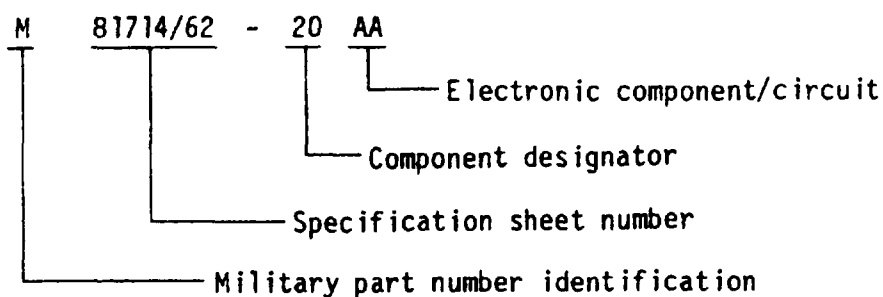 M 81714/62 - 20 AA
Electronic component/circuit
Component designator
Specification sheet number
Military part number identification